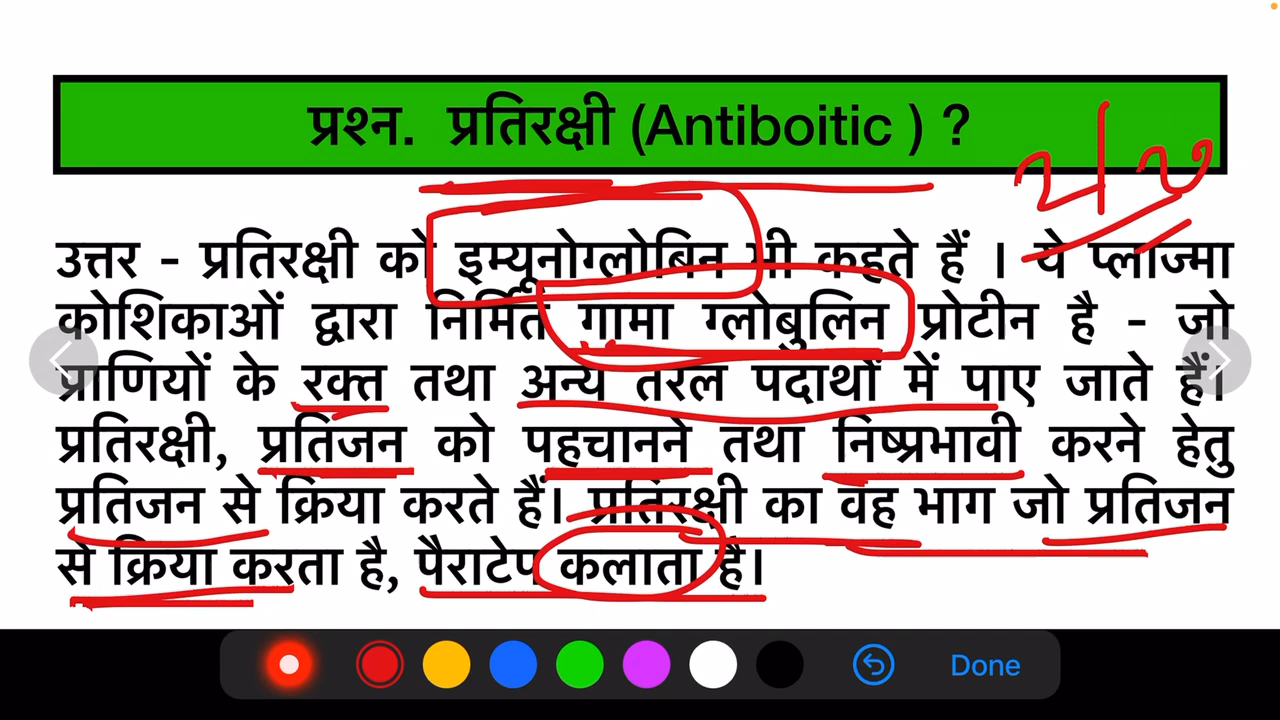 प्रश्न. प्रतिरक्षी (Antiboitic ) ?
उत्तर - प्रतिरक्षी को इम्यूनोग्लोबिन भी कहते हैं । ये प्लाज्मा
कोशिकाओं द्वारा निर्मित गामा ग्लोबुलिन प्रोटीन है - जो
प्राणियों के रक्त तथा अन्य तरल पदार्थों में पाए जाते हैं।
प्रतिरक्षी, प्रतिजन को पहचानने तथा निष्प्रभावी करने हेतु
प्रतिजन से क्रिया करते हैं। प्रतिरक्षी का वह भाग जो प्रतिजन
से क्रिया करता है, पैराटेप कलाता है।
Done